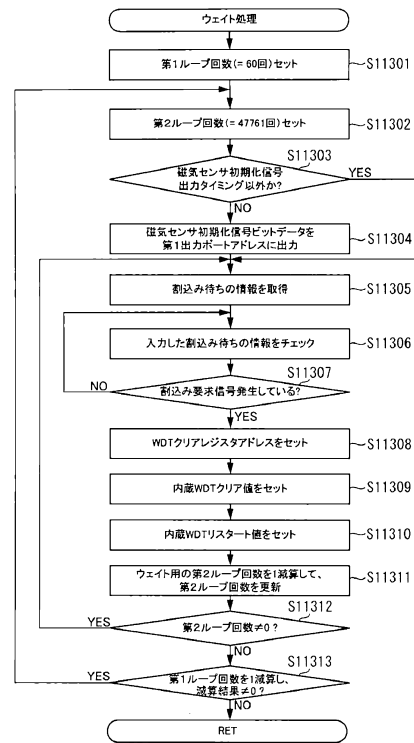 ウェイト処理
第1ループ回数(= 60回)セット
S11301
第2ループ回数(= 47761回)セット
S11302
S11303
磁気センサ初期化信号
出力タイミング以外か?
YES
NO
磁気センサ初期化信号ビットデータを
第1出力ポートアドレスに出力
S11304
割込み待ちの情報を取得
S11305
入力した割込み待ちの情報をチェック
S11306
S11307
NO
割込み要求信号発生している?
YES
WDTクリアレジスタアドレスをセット
S11308
内蔵WDTクリア値をセット
S11309
内蔵WDTリスタート値をセット
S11310
ウェイト用の第2ループ回数を1減算して、
第2ループ回数を更新
S11311
S11312
YES
第2ループ回数≠0?
NO
S11313
YES
第1ループ回数を1減算し、
減算結果≠0?
NO
RET